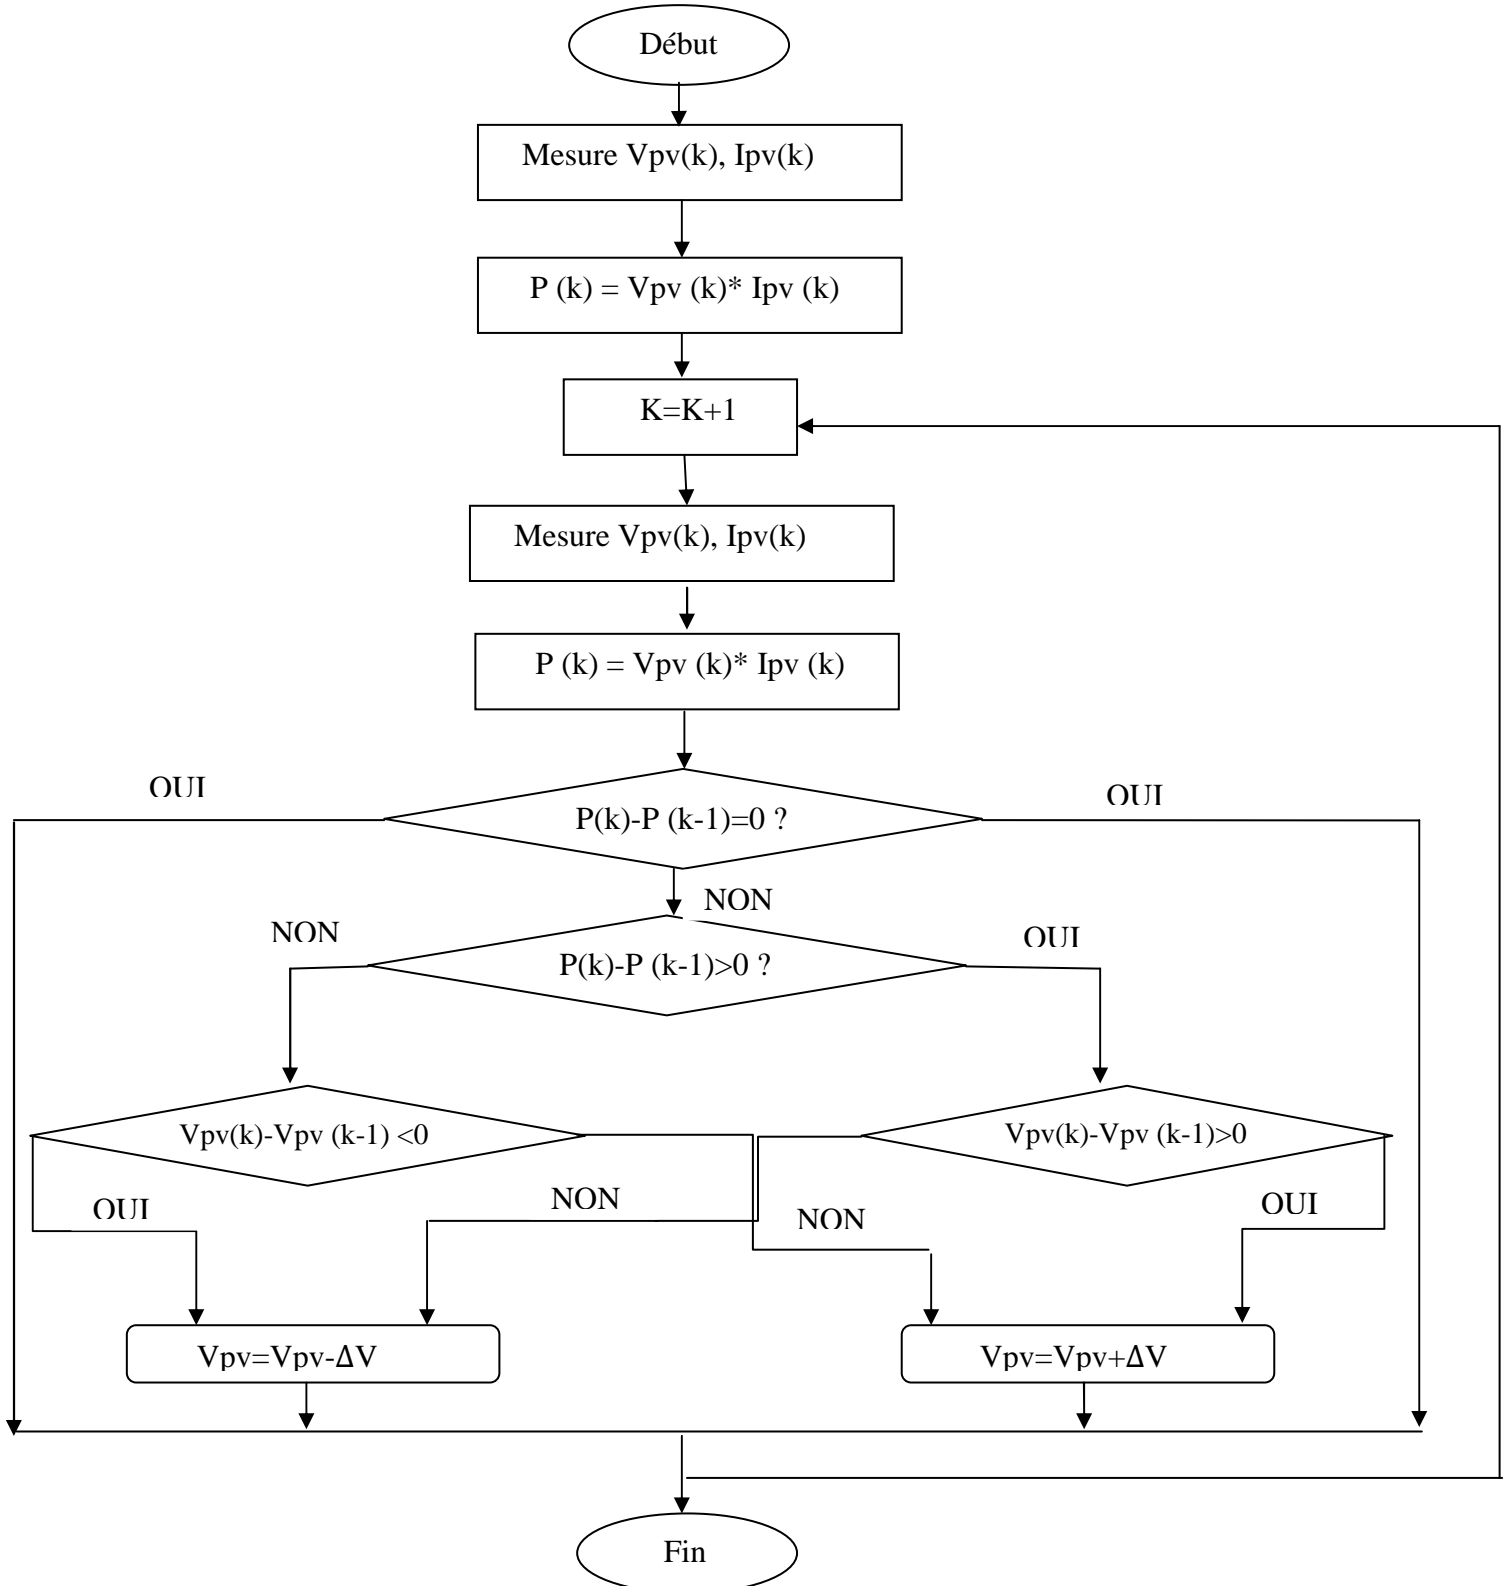 Début
Mesure Vpv(k), Ipv(k)
P (k) = Vpv (k)* Ipv (k)
K=K+1
Mesure Vpv(k), Ipv(k)
P (k) = Vpv (k)* Ipv (k)
OUI
OUI
P(k)-P (k-1)=0 ?
NON
NON
OUI
P(k)-P (k-1)>0 ?
Vpv(k)-Vpv (k-1) <0
Vpv(k)-Vpv (k-1)>0
OUI
NON
NON
OUI
Vpv=Vpv-ΔV
Vpv=Vpv+ΔV
Fin